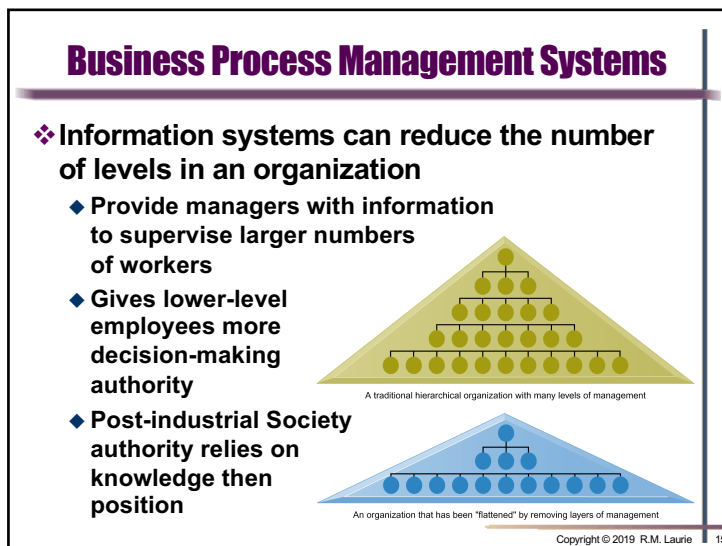 Business Process Management Systems
❖Information systems can reduce the number
of levels in an organization
◆ Provide managers with information
to supervise larger numbers
of workers
◆ Gives lower-level
employees more
decision-making
authority
◆ Post-industrial Society
authority relies on
knowledge then
position
A traditional hierarchical organization with many levels of management
An organization that has been "flattened" by removing layers of management
Copyright © 2019 R.M. Laurie 15